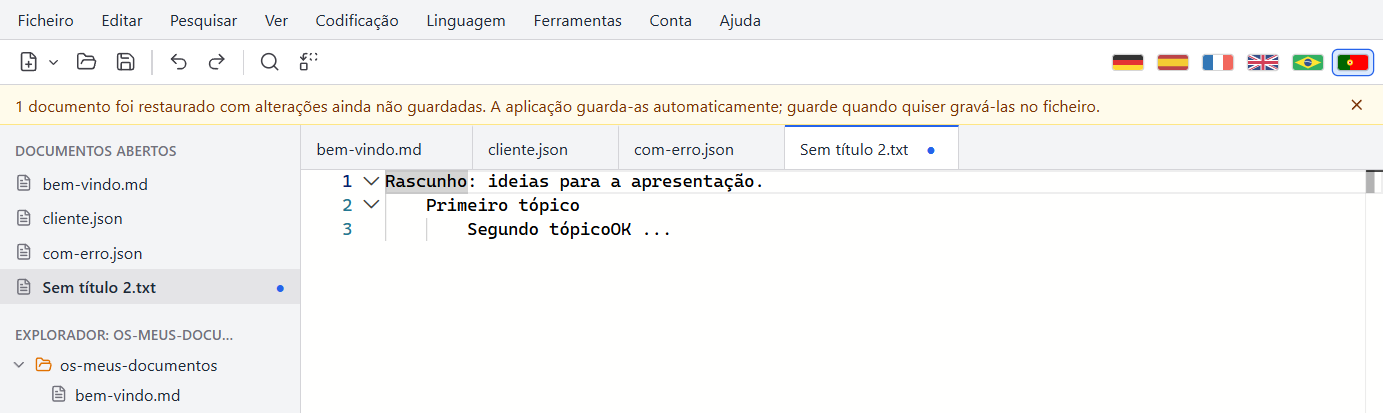 Ficheiro Editar Pesquisar Ver Codificação Linguagem Ferramentas Conta Ajuda
1 documento foi restaurado com alterações ainda não guardadas. A aplicação guarda-as automaticamente; guarde quando quiser gravá-las no ficheiro.
DOCUMENTOS ABERTOS
bem-vindo.md
cliente.json
com-erro.json
Sem título 2.txt
EXPLORADOR: OS-MEUS-DOCU...
os-meus-documentos
bem-vindo.md
bem-vindo.md cliente.json com-erro.json Sem título 2.txt
1 Rascunho: ideias para a apresentação.
2 Primeiro tópico
3 Segundo tópicoOK ...